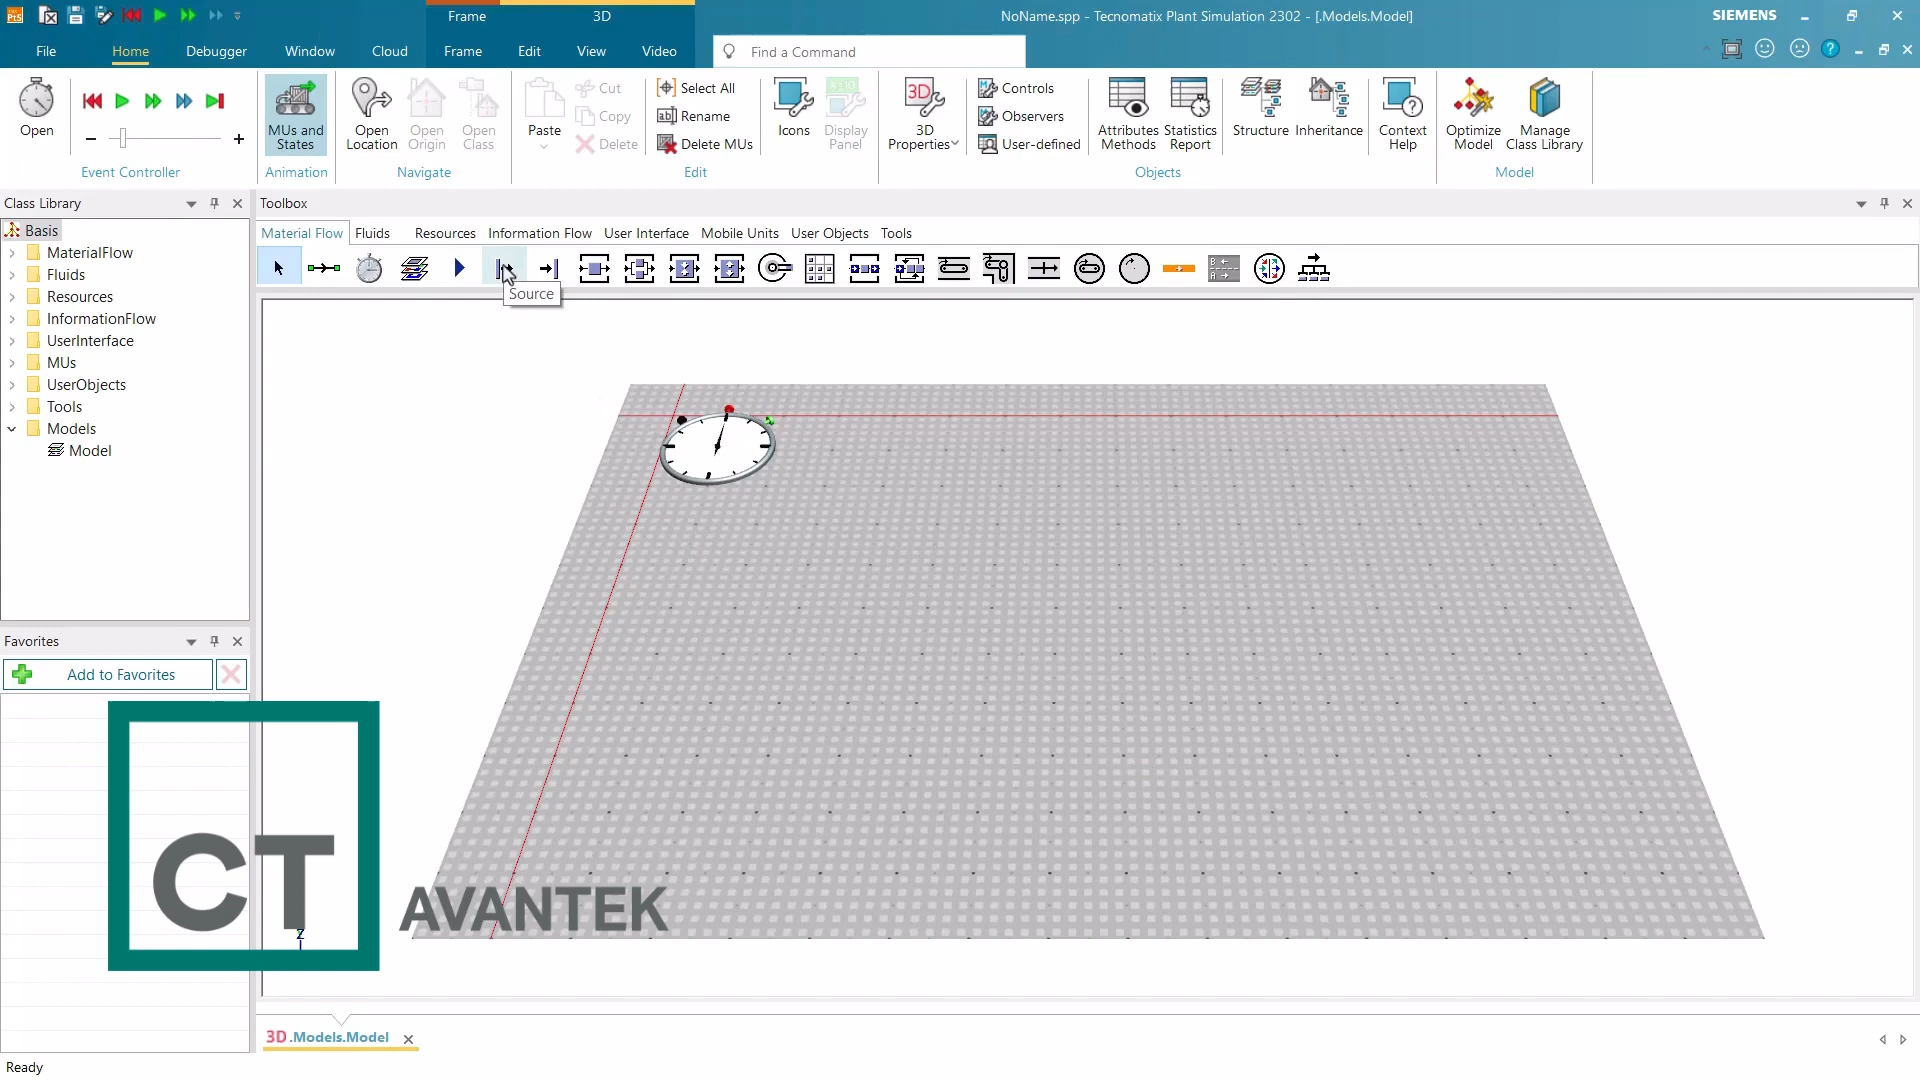 Frame 3D NoName.spp - Tecnomatix Plant Simulation 2302 - [.Models.Model] SIEMENS
File Home Debugger Window Cloud Frame Edit View Video Find a Command
Open
Event Controller
MUs and States
Animation
Open Location
Open Origin
Open Class
Navigate
Paste
Cut
Copy
Delete
Select All
Rename
Delete MUs
Edit
Icons
Display Panel
3D Properties
Controls
Observers
User-defined
Attributes Methods
Statistics Report
Structure
Inheritance
Objects
Context Help
Optimize Model
Manage Class Library
Model
Class Library
Basis
MaterialFlow
Fluids
Resources
InformationFlow
UserInterface
MUs
UserObjects
Tools
Models
Model
Toolbox
Material Flow Fluids Resources Information Flow User Interface Mobile Units User Objects Tools
Source
Favorites
Add to Favorites
CT
AVANTEK
Z
3D .Models.Model
Ready